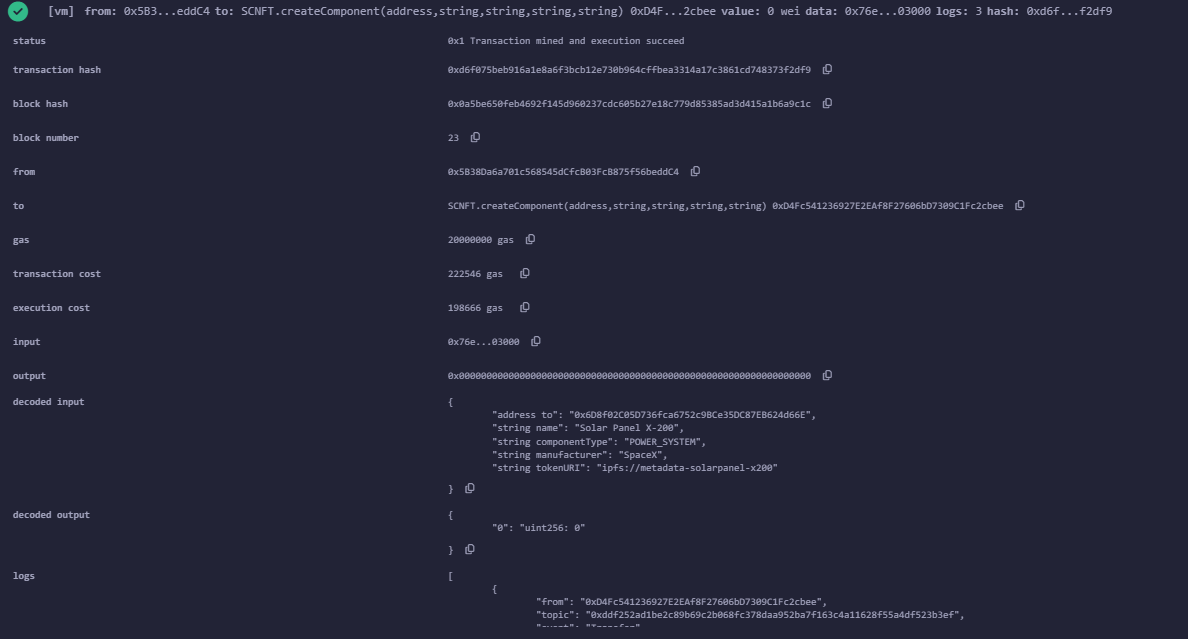 [vm] from: 0x5B3...eddC4 to: SCNFT.createComponent(address,string,string,string,string) 0xD4F...2cbee value: 0 wei data: 0x76e...03000 logs: 3 hash: 0xd6f...f2df9
status 0x1 Transaction mined and execution succeed
transaction hash 0xd6f075beb916a1e8a6f3bcb12e730b964cffbea3314a17c3861cd748373f2df9
block hash 0x0a5be650feb4692f145d960237cdc605b27e18c779d85385ad3d415a1b6a9c1c
block number 23
from 0x5B38Da6a701c568545dCfcB03FcB875f56beddC4
to SCNFT.createComponent(address,string,string,string,string) 0xD4Fc541236927E2EAf8F27606bD7309C1Fc2cbee
gas 20000000 gas
transaction cost 222546 gas
execution cost 198666 gas
input 0x76e...03000
output 0x0000000000000000000000000000000000000000000000000000000000000000
decoded input {
"address to": "0x6D8f02C05D736fca6752c9BCe35DC87EB624d66E",
"string name": "Solar Panel X-200",
"string componentType": "POWER_SYSTEM",
"string manufacturer": "SpaceX",
"string tokenURI": "ipfs://metadata-solarpanel-x200"
}
decoded output {
"0": "uint256: 0"
}
logs [
{
"from": "0xD4Fc541236927E2EAf8F27606bD7309C1Fc2cbee",
"topic": "0xddf252ad1be2c89b69c2b068fc378daa952ba7f163c4a11628f55a4df523b3ef",
"event": "Transfer",